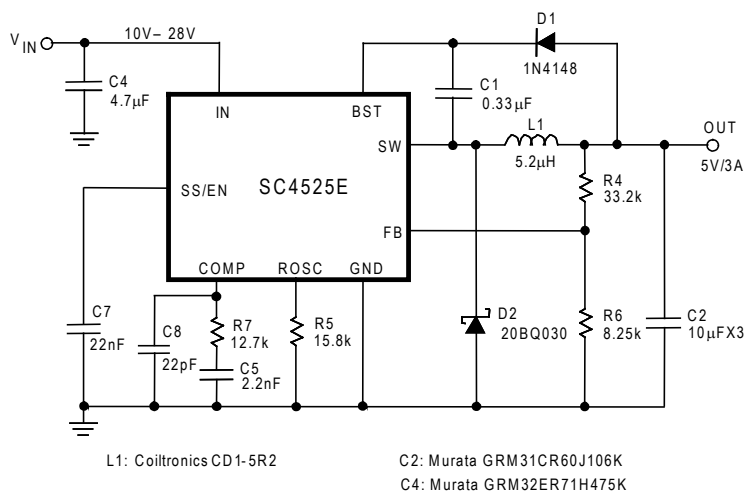 D1
V IN
10V– 28V
1N4148
C4
4.7µF
C1
0.33µF
IN
BST
L1
OUT
SW
5.2µH
5V/3A
SS/EN
SC4525E
R4
33.2k
FB
COMP
ROSC
GND
C7
22nF
C8
22pF
R7
12.7k
R5
15.8k
C5
2.2nF
D2
20BQ030
R6
8.25k
C2
10µFX3
L1: Coiltronics CD1-5R2
C2: Murata GRM31CR60J106K
C4: Murata GRM32ER71H475K